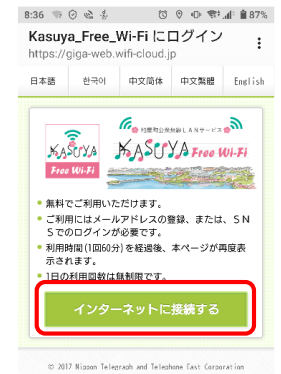 8:36
87%
Kasuya_Free_Wi-Fi にログイン
https://giga-web.wifi-cloud.jp
日本語 한국어 中文简体 中文繁體 English
粕屋町公衆無線LANサービス
KASUYA Free Wi-Fi
KASUYA
Free Wi-Fi
無料でご利用いただけます。
ご利用にはメールアドレスの登録、または、SN
Sでのログインが必要です。
利用時間(1回60分)を経過後、本ページが再度表
示されます。
1日の利用回数は無制限です。
インターネットに接続する
© 2017 Nippon Telegraph and Telephone East Corporation